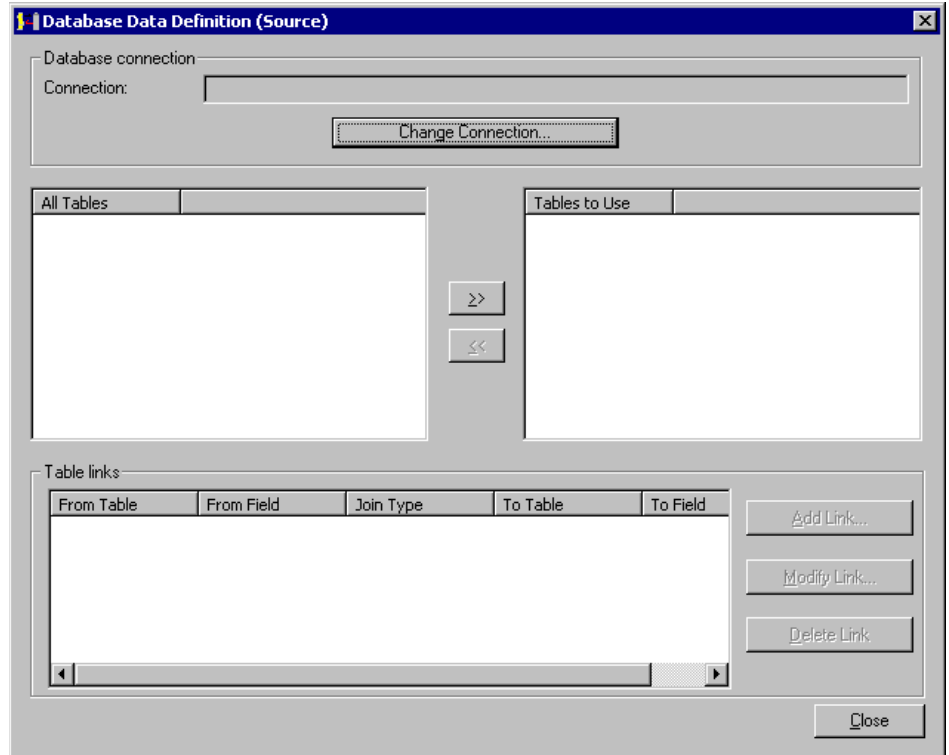 Database Data Definition (Source)
Database connection
Connection:
Change Connection...
All Tables
Tables to Use
>>
<<
Table links
From Table From Field Join Type To Table To Field
Add Link...
Modify Link...
Delete Link
Close